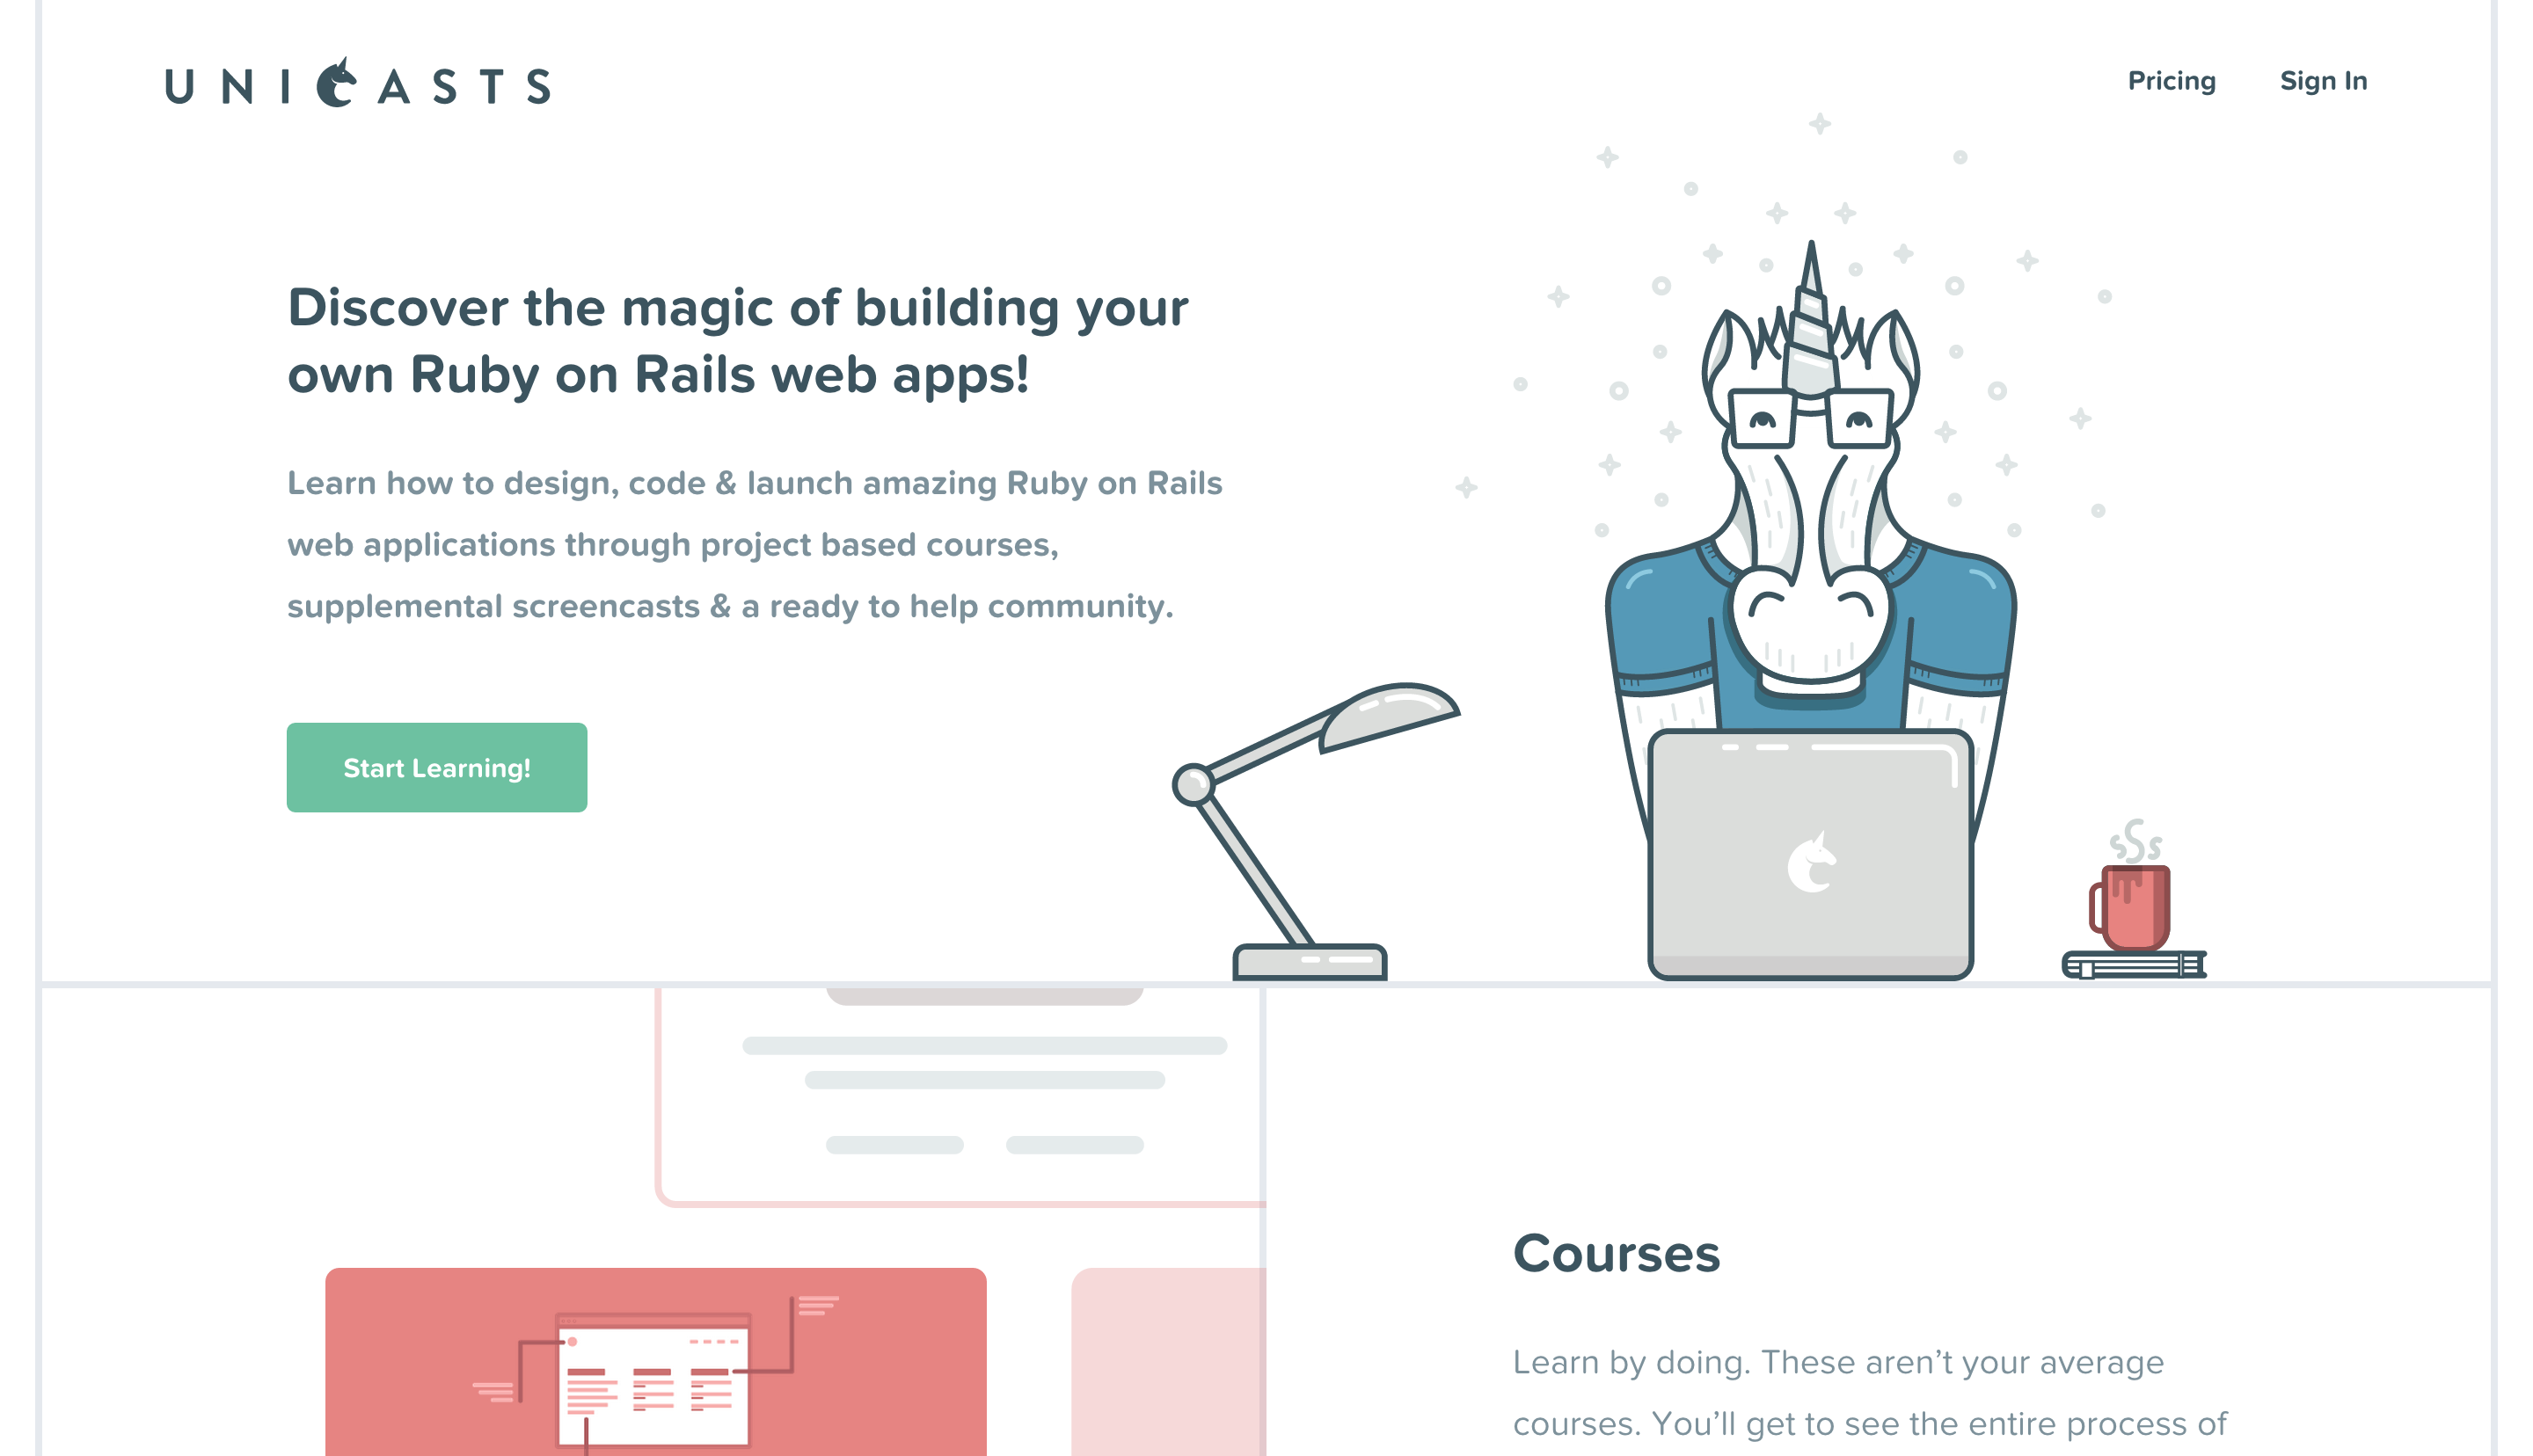 UNICASTS
Pricing
Sign In
Discover the magic of building your
own Ruby on Rails web apps!
Learn how to design, code & launch amazing Ruby on Rails
web applications through project based courses,
supplemental screencasts & a ready to help community.
Start Learning!
Courses
Learn by doing. These aren’t your average
courses. You’ll get to see the entire process of